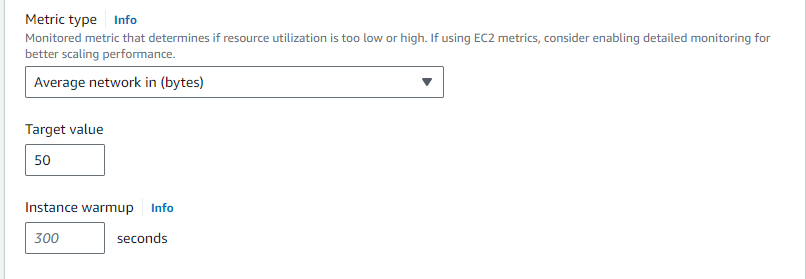 Metric type Info
Monitored metric that determines if resource utilization is too low or high. If using EC2 metrics, consider enabling detailed monitoring for
better scaling performance.
Average network in (bytes)
Target value
50
Instance warmup Info
300 seconds